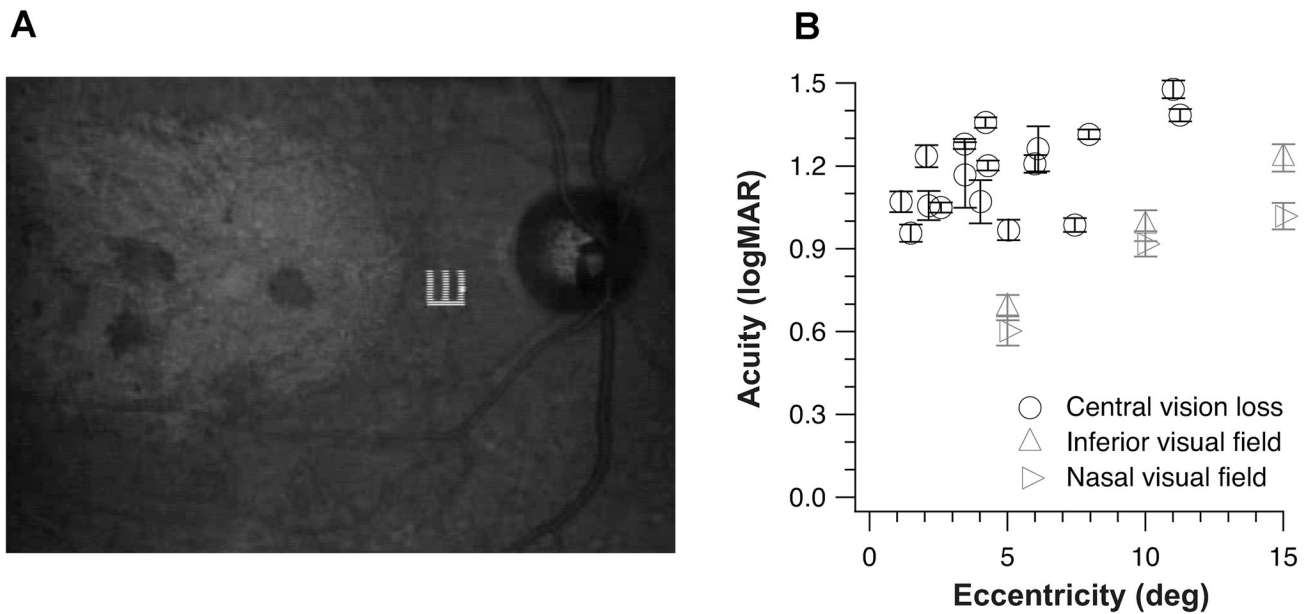 A
B
1.5
1.2
0.9
0.6
0.3
0.0
Acuity (logMAR)
Central vision loss
Inferior visual field
Nasal visual field
0 5 10 15
Eccentricity (deg)
E